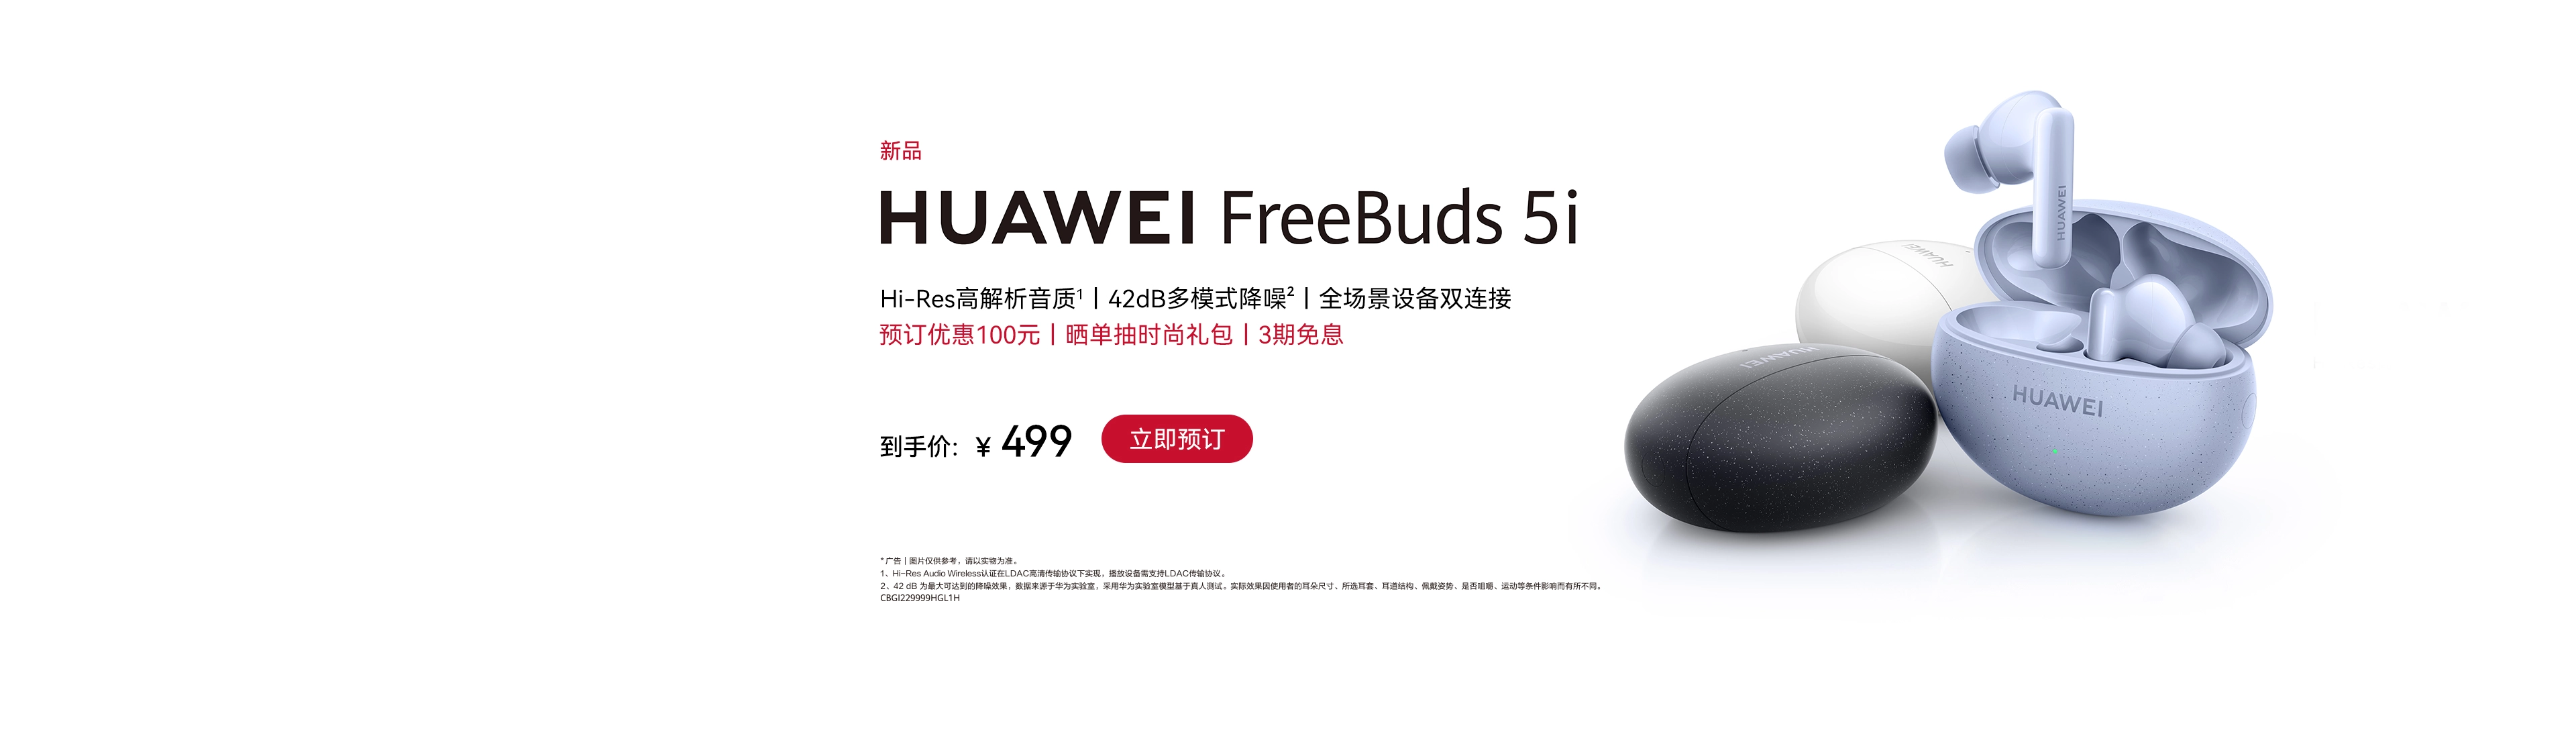 新品
HUAWEI FreeBuds 5i
Hi-Res高解析音质¹丨42dB多模式降噪²丨全场景设备双连接
预订优惠100元丨晒单抽时尚礼包丨3期免息
到手价: ¥ 499 立即预订
*广告丨图片仅供参考，请以实物为准。
1、Hi-Res Audio Wireless认证在LDAC高清传输协议下实现，播放设备需支持LDAC传输协议。
2、42 dB 为最大可达到的降噪效果，数据来源于华为实验室，采用华为实验室模型基于真人测试。实际效果因使用者的耳朵尺寸、所选耳套、耳道结构、佩戴姿势、是否咀嚼、运动等条件影响而有所不同。
CBGI229999HGL1H
HUAWEI
HUAWEI
HUAWEI
HUAWEI